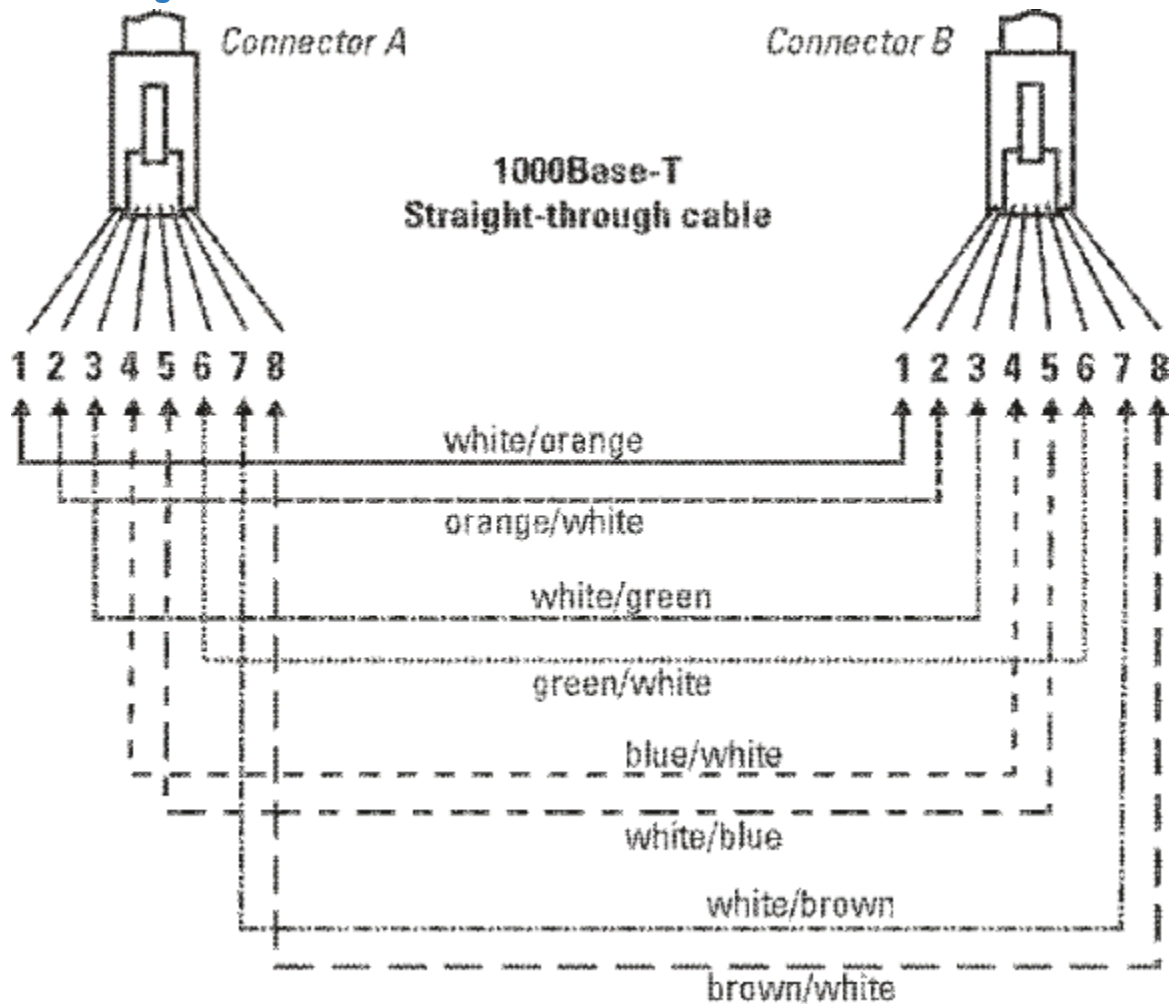 Connector A
Connector B
1000Base-T
Straight-through cable
1 2 3 4 5 6 7 8
1 2 3 4 5 6 7 8
white/orange
orange/white
white/green
green/white
blue/white
white/blue
white/brown
brown/white